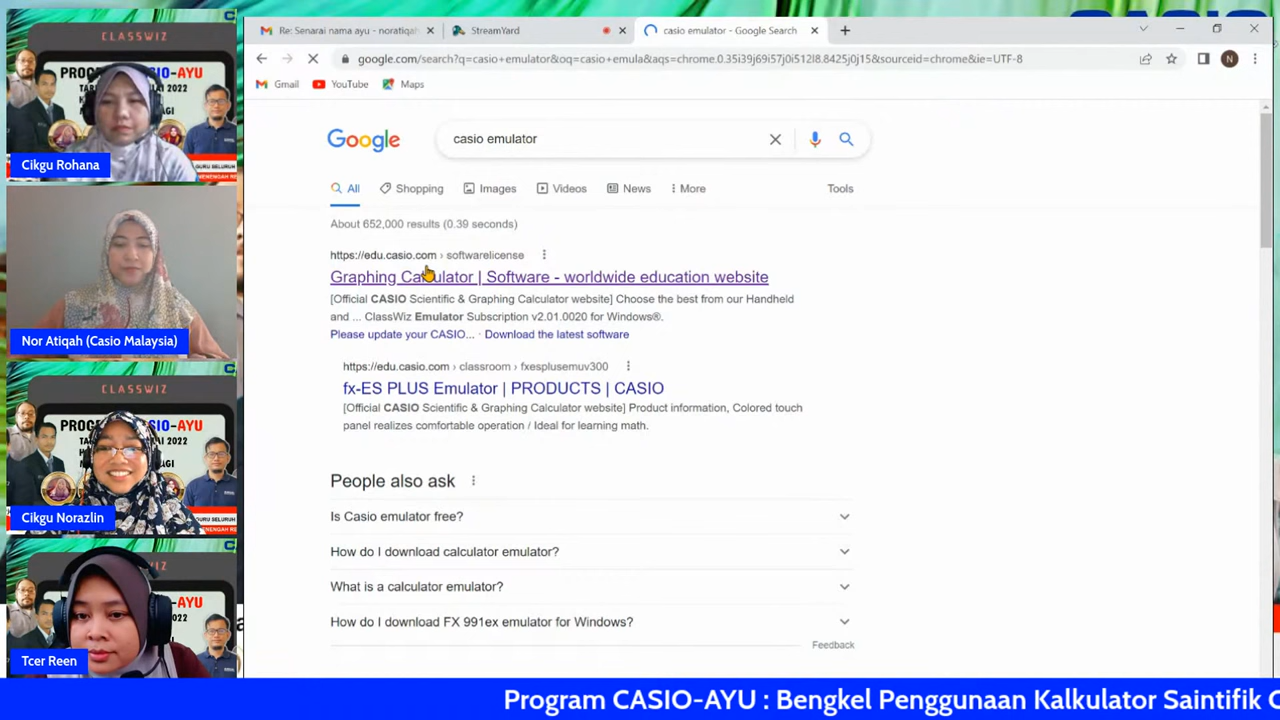 CLASSWIZ
Cikgu Rohana
Nor Atiqah (Casio Malaysia)
CLASSWIZ
2022
Cikgu Norazlin
-AYU
2022
Tcer Reen
Re: Senarai nama ayu - noratiqah
StreamYard
casio emulator - Google Search
google.com/search?q=casio+emulator&oq=casio+emula&aqs=chrome.0.35i39j69i57j0i512l8.8425j0j15&sourceid=chrome&ie=UTF-8
N
Gmail
YouTube
Maps
Google
casio emulator
All
Shopping
Images
Videos
News
More
Tools
About 652,000 results (0.39 seconds)
https://edu.casio.com › softwarelicense
Graphing Calculator | Software - worldwide education website
[Official CASIO Scientific & Graphing Calculator website] Choose the best from our Handheld
and ... ClassWiz Emulator Subscription v2.01.0020 for Windows®.
Please update your CASIO... · Download the latest software
https://edu.casio.com › classroom › fxesplusemuv300
fx-ES PLUS Emulator | PRODUCTS | CASIO
[Official CASIO Scientific & Graphing Calculator website] Product information, Colored touch
panel realizes comfortable operation / Ideal for learning math.
People also ask
Is Casio emulator free?
How do I download calculator emulator?
What is a calculator emulator?
How do I download FX 991ex emulator for Windows?
Feedback
Program CASIO-AYU : Bengkel Penggunaan Kalkulator Saintifik